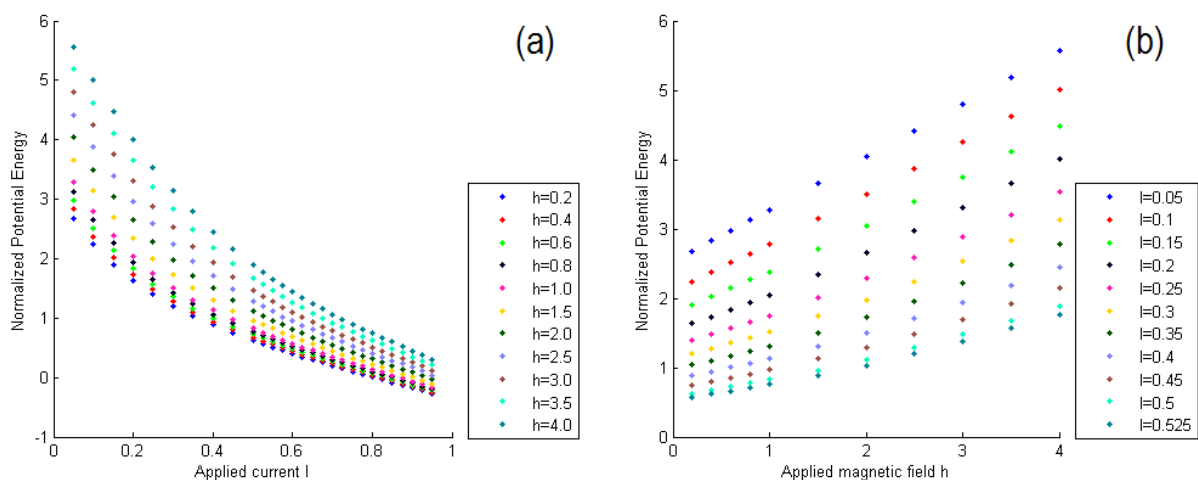 (a)
Normalized Potential Energy
6
5
4
3
2
1
0
-1
0
0.2
0.4
0.6
0.8
1
Applied current I
h=0.2
h=0.4
h=0.6
h=0.8
h=1.0
h=1.5
h=2.0
h=2.5
h=3.0
h=3.5
h=4.0
(b)
Normalized Potential Energy
6
5
4
3
2
1
0
0
1
2
3
4
Applied magnetic field h
I=0.05
I=0.1
I=0.15
I=0.2
I=0.25
I=0.3
I=0.35
I=0.4
I=0.45
I=0.5
I=0.525